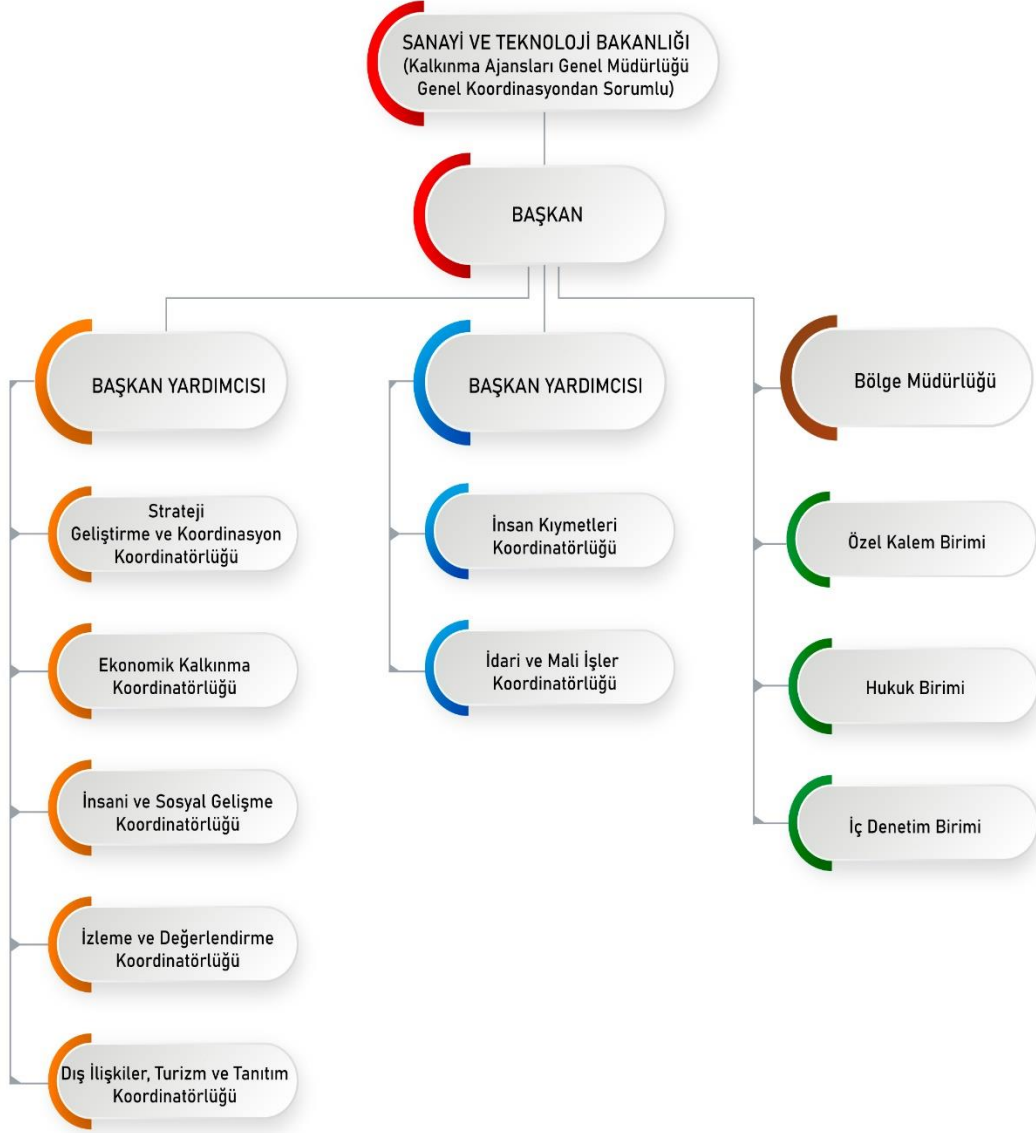 SANAYİ VE TEKNOLOJİ BAKANLIĞI
(Kalkınma Ajansları Genel Müdürlüğü
Genel Koordinasyondan Sorumlu)
BAŞKAN
BAŞKAN YARDIMCISI
Strateji
Geliştirme ve Koordinasyon
Koordinatörlüğü
Ekonomik Kalkınma
Koordinatörlüğü
İnsani ve Sosyal Gelişme
Koordinatörlüğü
İzleme ve Değerlendirme
Koordinatörlüğü
Dış İlişkiler, Turizm ve Tanıtım
Koordinatörlüğü
BAŞKAN YARDIMCISI
İnsan Kıymetleri
Koordinatörlüğü
İdari ve Mali İşler
Koordinatörlüğü
Bölge Müdürlüğü
Özel Kalem Birimi
Hukuk Birimi
İç Denetim Birimi